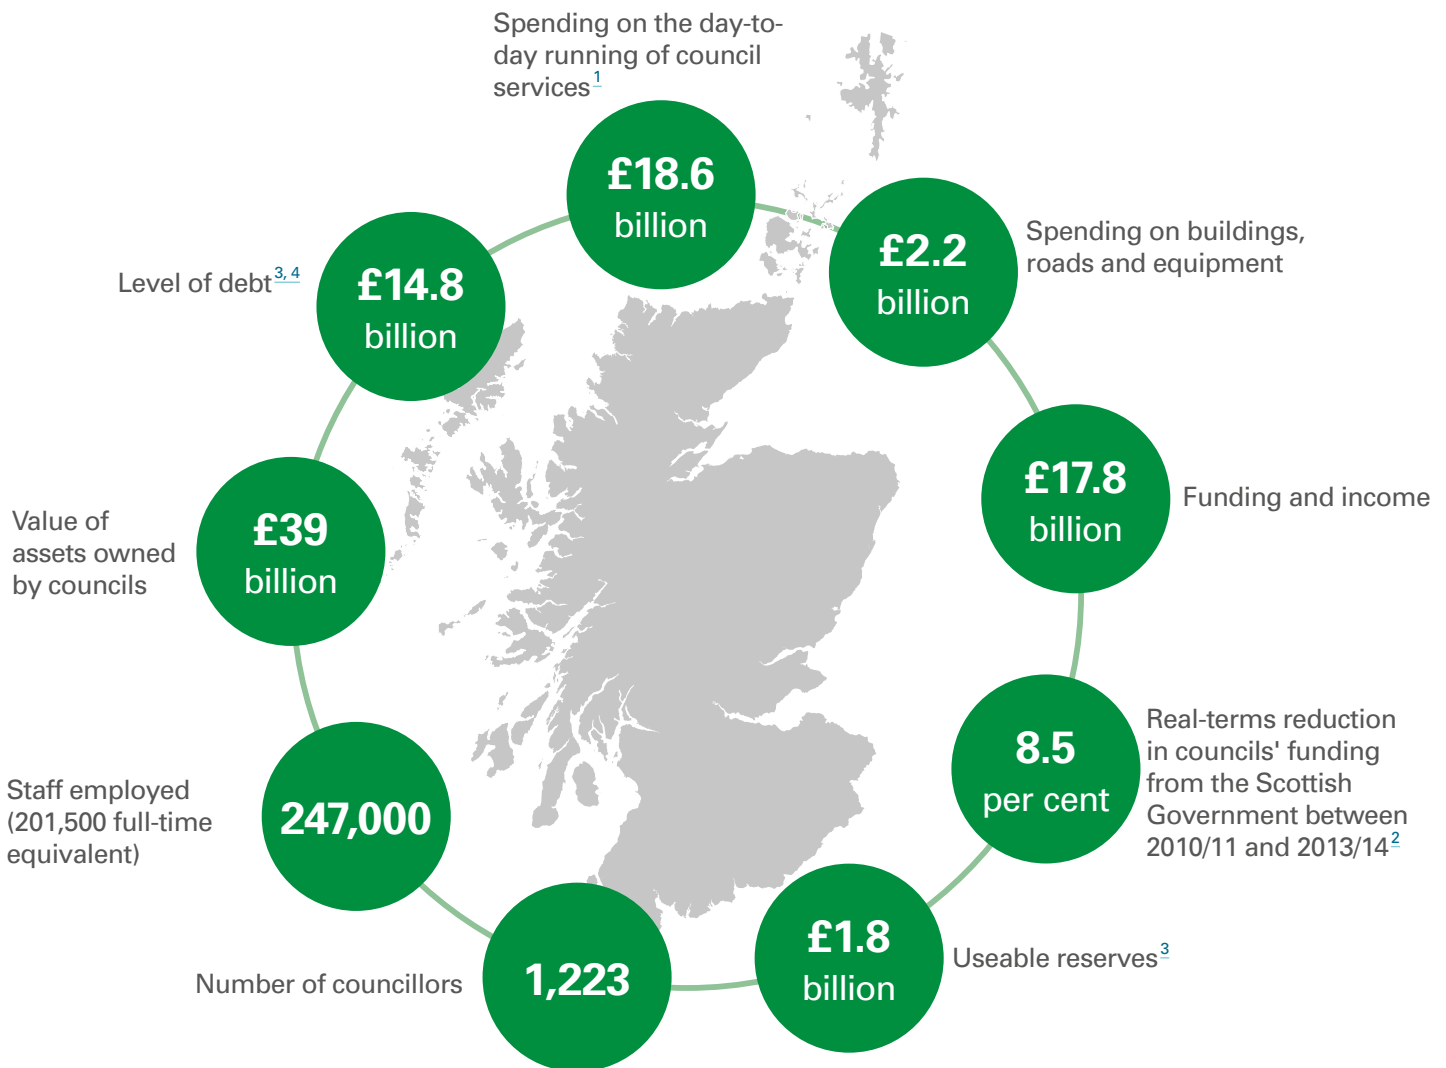 Spending on the day-to-
day running of council
services1
£18.6
billion
£2.2
billion
Spending on buildings,
roads and equipment
£17.8
billion
Funding and income
8.5
per cent
Real-terms reduction
in councils' funding
from the Scottish
Government between
2010/11 and 2013/142
£1.8
billion
Useable reserves3
1,223
Number of councillors
247,000
Staff employed
(201,500 full-time
equivalent)
£39
billion
Value of
assets owned
by councils
£14.8
billion
Level of debt3, 4